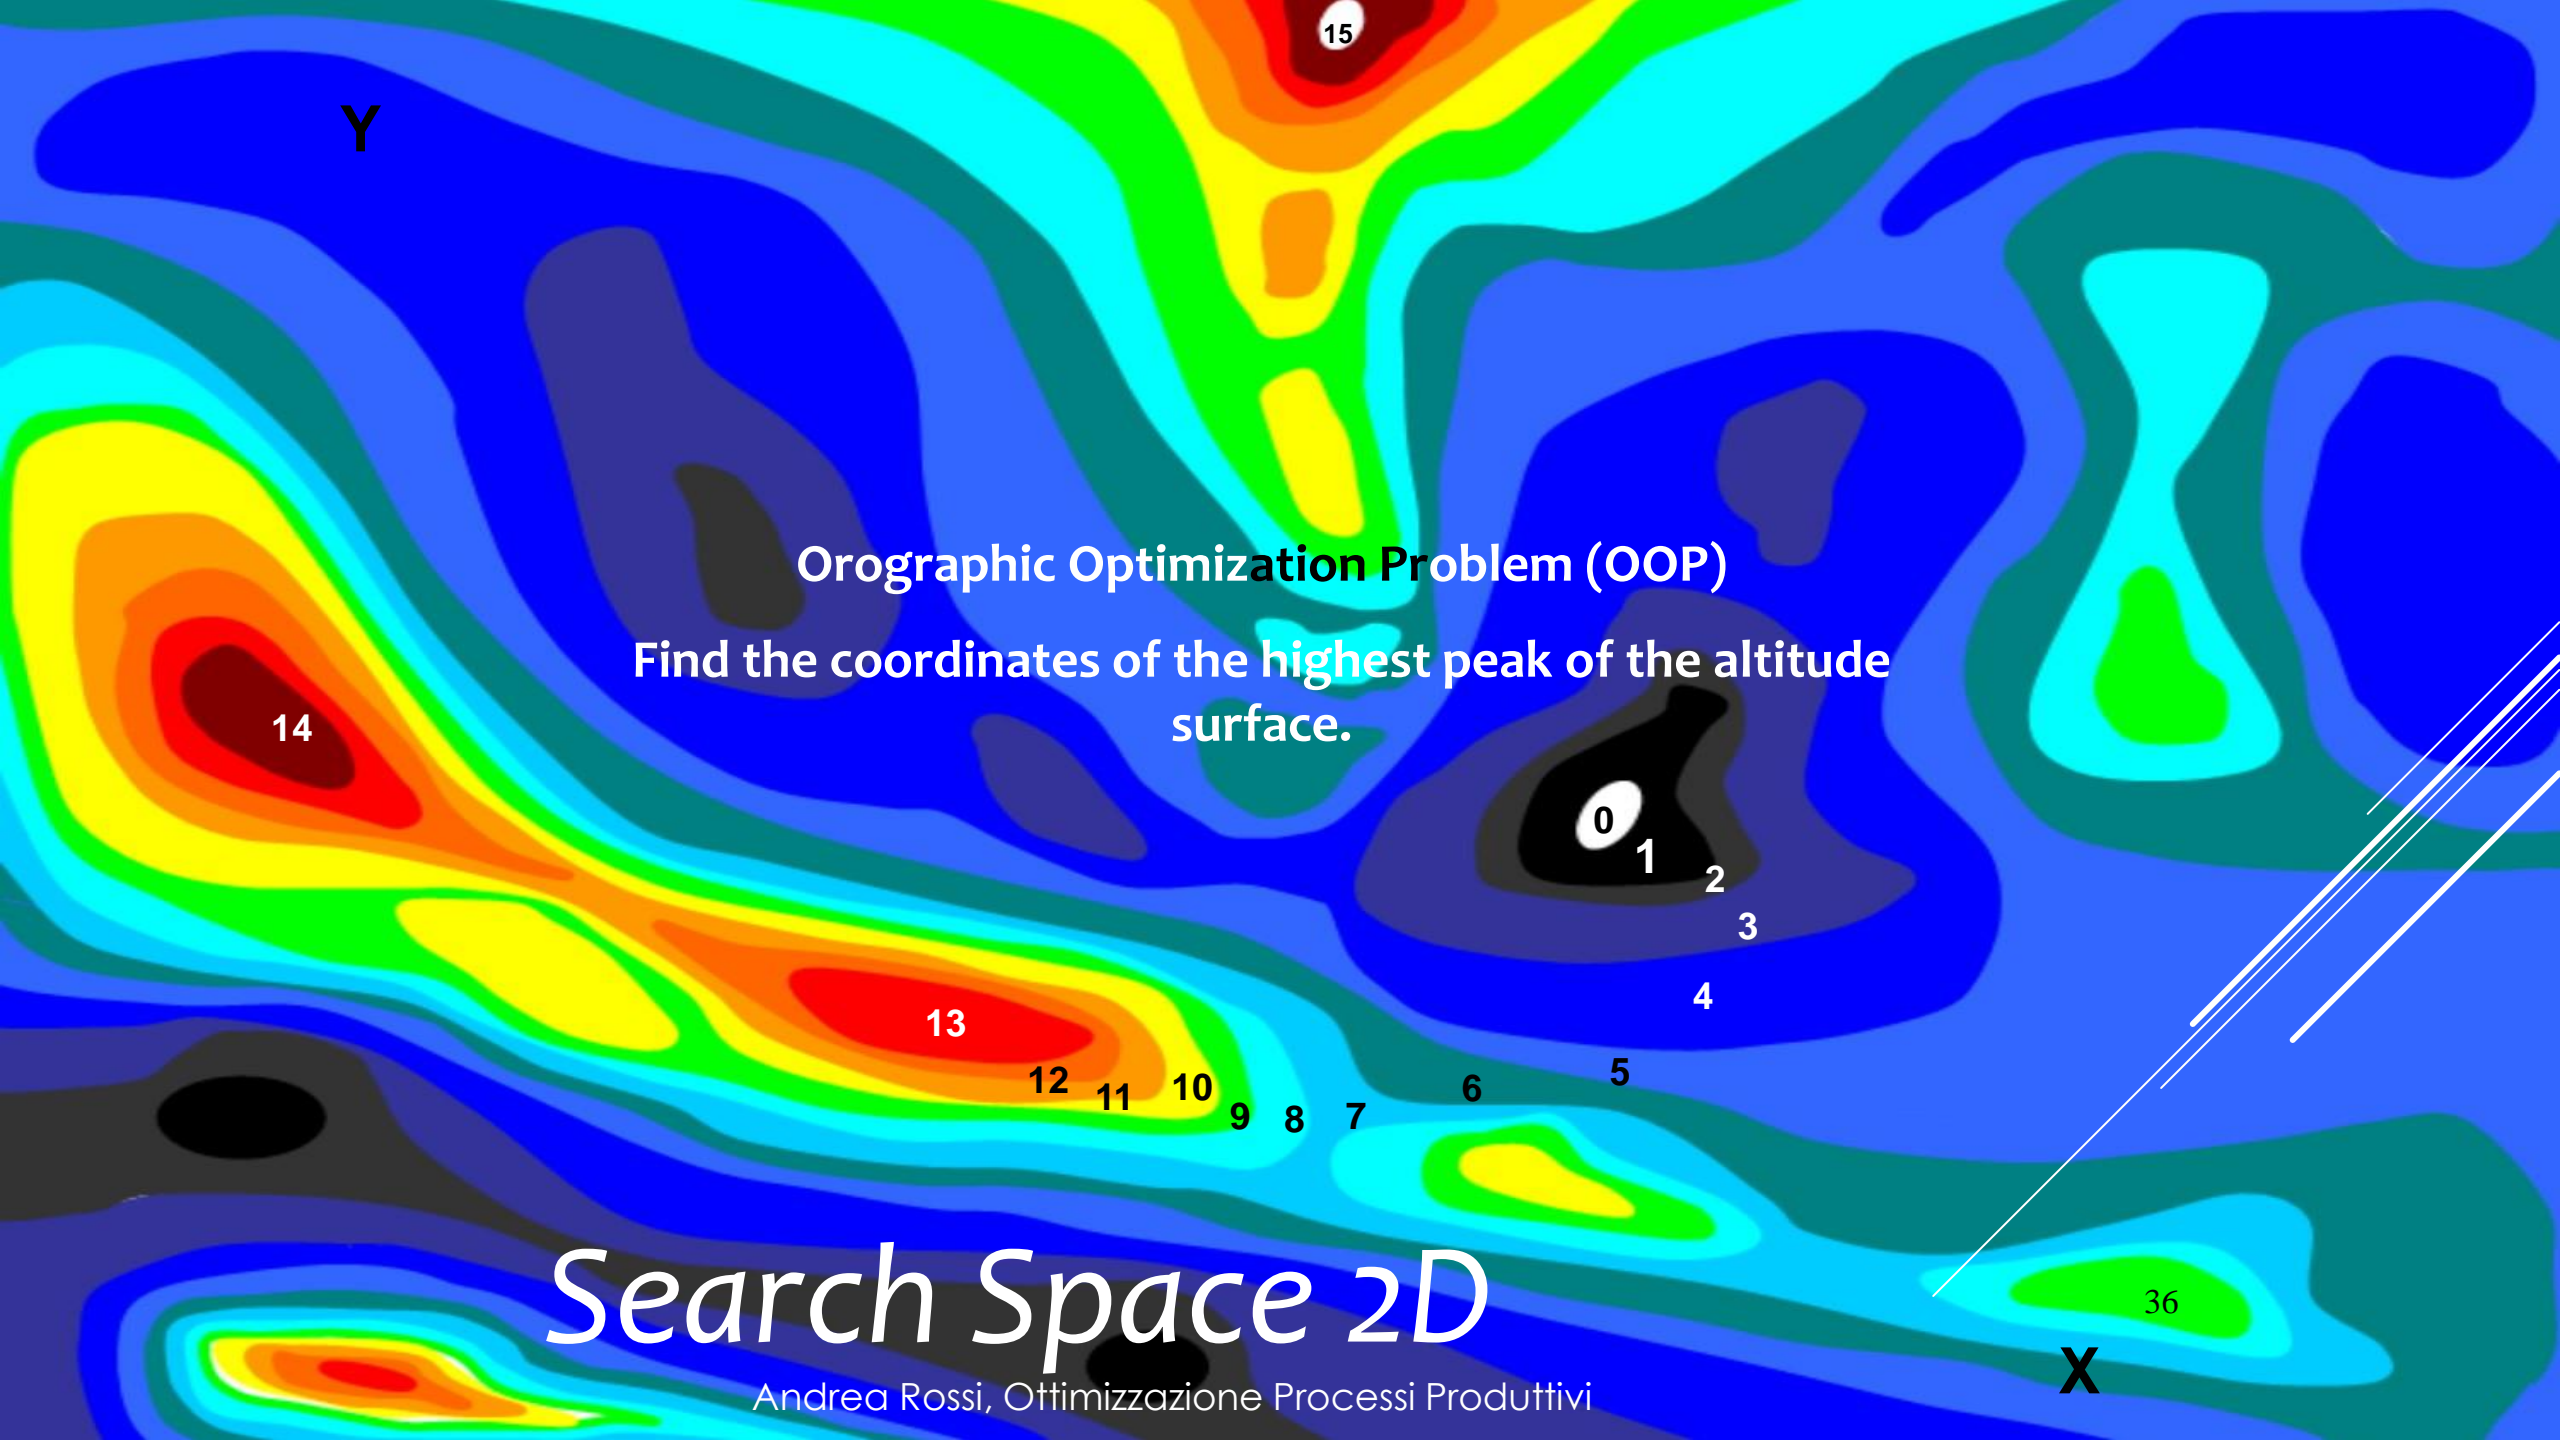 15
Y
Orographic Optimization Problem (OOP)
Find the coordinates of the highest peak of the altitude
surface.
14
0
1
2
3
4
13
5
12
11
10
9
8
7
6
36
Search Space 2D
X
Andrea Rossi, Ottimizzazione Processi Produttivi